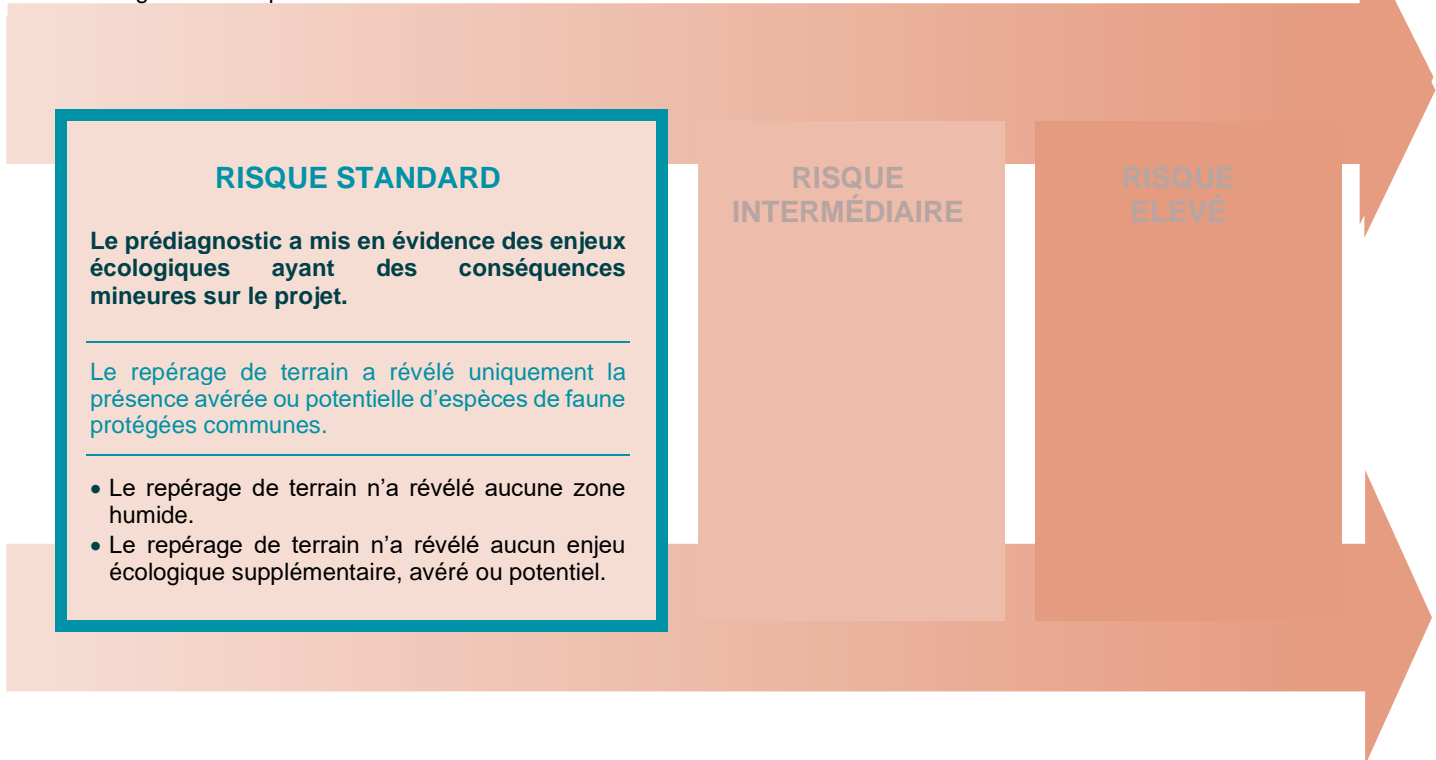 RISQUE STANDARD
Le prédiagnostic a mis en évidence des enjeux
écologiques ayant des conséquences
mineures sur le projet.
Le repérage de terrain a révélé uniquement la
présence avérée ou potentielle d’espèces de faune
protégées communes.
• Le repérage de terrain n’a révélé aucune zone
humide.
• Le repérage de terrain n’a révélé aucun enjeu
écologique supplémentaire, avéré ou potentiel.
RISQUE
INTERMÉDIAIRE
RISQUE
ELEVÉ